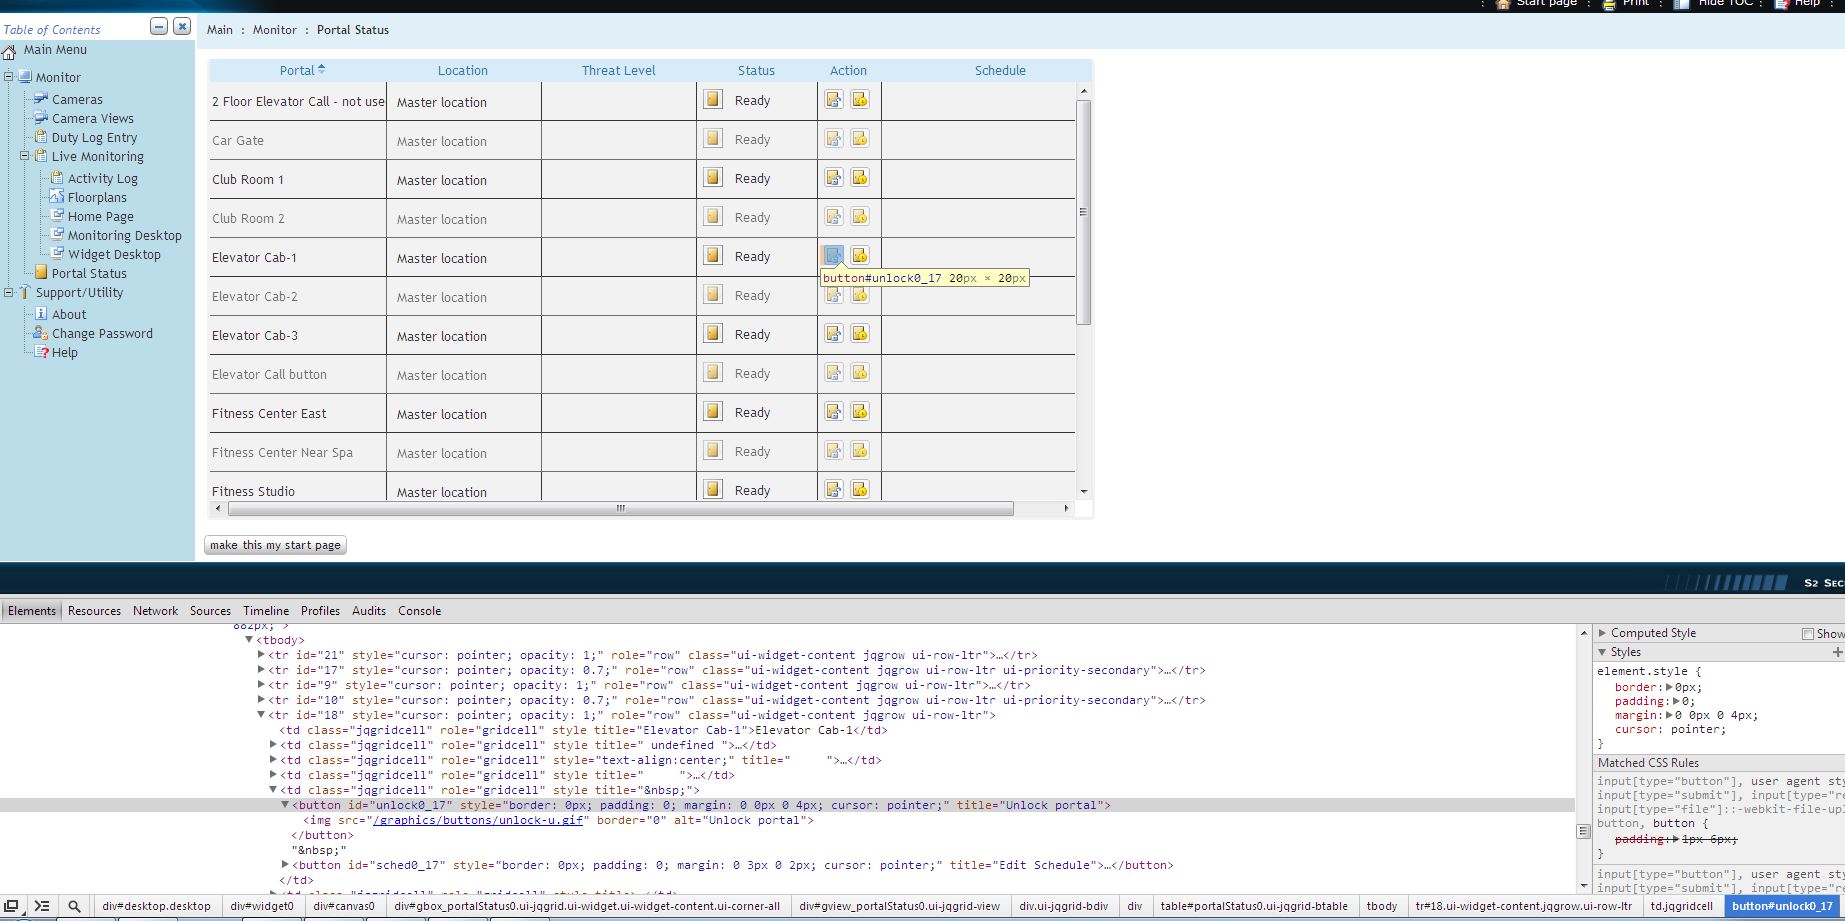 Start page : Print : Hide TOC : Help :
Table of Contents
Main : Monitor : Portal Status
Main Menu
Monitor
Cameras
Camera Views
Duty Log Entry
Live Monitoring
Activity Log
Floorplans
Home Page
Monitoring Desktop
Widget Desktop
Portal Status
Support/Utility
About
Change Password
Help
Portal Location Threat Level Status Action Schedule
2 Floor Elevator Call - not use Master location Ready
Car Gate Master location Ready
Club Room 1 Master location Ready
Club Room 2 Master location Ready
Elevator Cab-1 Master location Ready
button#unlock0_17 20px × 20px
Elevator Cab-2 Master location Ready
Elevator Cab-3 Master location Ready
Elevator Call button Master location Ready
Fitness Center East Master location Ready
Fitness Center Near Spa Master location Ready
Fitness Studio Master location Ready
make this my start page
S2 SEC
Elements Resources Network Sources Timeline Profiles Audits Console
882px; >
<tbody>
<tr id="21" style="cursor: pointer; opacity: 1;" role="row" class="ui-widget-content jqgrow ui-row-ltr">…</tr>
<tr id="17" style="cursor: pointer; opacity: 0.7;" role="row" class="ui-widget-content jqgrow ui-row-ltr ui-priority-secondary">…</tr>
<tr id="9" style="cursor: pointer; opacity: 1;" role="row" class="ui-widget-content jqgrow ui-row-ltr">…</tr>
<tr id="10" style="cursor: pointer; opacity: 0.7;" role="row" class="ui-widget-content jqgrow ui-row-ltr ui-priority-secondary">…</tr>
<tr id="18" style="cursor: pointer; opacity: 1;" role="row" class="ui-widget-content jqgrow ui-row-ltr">
<td class="jqgridcell" role="gridcell" style title="Elevator Cab-1">Elevator Cab-1</td>
<td class="jqgridcell" role="gridcell" style title=" undefined ">…</td>
<td class="jqgridcell" role="gridcell" style="text-align:center;" title="     ">…</td>
<td class="jqgridcell" role="gridcell" style title="     ">…</td>
<td class="jqgridcell" role="gridcell" style title="&nbsp;">
<button id="unlock0_17" style="border: 0px; padding: 0; margin: 0 0px 0 4px; cursor: pointer;" title="Unlock portal">
<img src="/graphics/buttons/unlock-u.gif" border="0" alt="Unlock portal">
</button>
"&nbsp;"
<button id="sched0_17" style="border: 0px; padding: 0; margin: 0 3px 0 2px; cursor: pointer;" title="Edit Schedule">…</button>
</td>
<td class="jqgridcell" role="gridcell" style title>…</td>
Computed Style Show
Styles +
element.style {
border: 0px;
padding: 0;
margin: 0 0px 0 4px;
cursor: pointer;
}
Matched CSS Rules
input[type="button"], user agent sty
input[type="submit"], input[type="re
input[type="file"]::-webkit-file-upl
button, button {
padding: 1px 6px;
}
input[type="button"], user agent sty
input[type="submit"], input[type="re
div#desktop.desktop div#widget0 div#canvas0 div#gbox_portalStatus0.ui-jqgrid.ui-widget.ui-widget-content.ui-corner-all div#gview_portalStatus0.ui-jqgrid-view div.ui-jqgrid-bdiv div table#portalStatus0.ui-jqgrid-btable tbody tr#18.ui-widget-content.jqgrow.ui-row-ltr td.jqgridcell button#unlock0_17